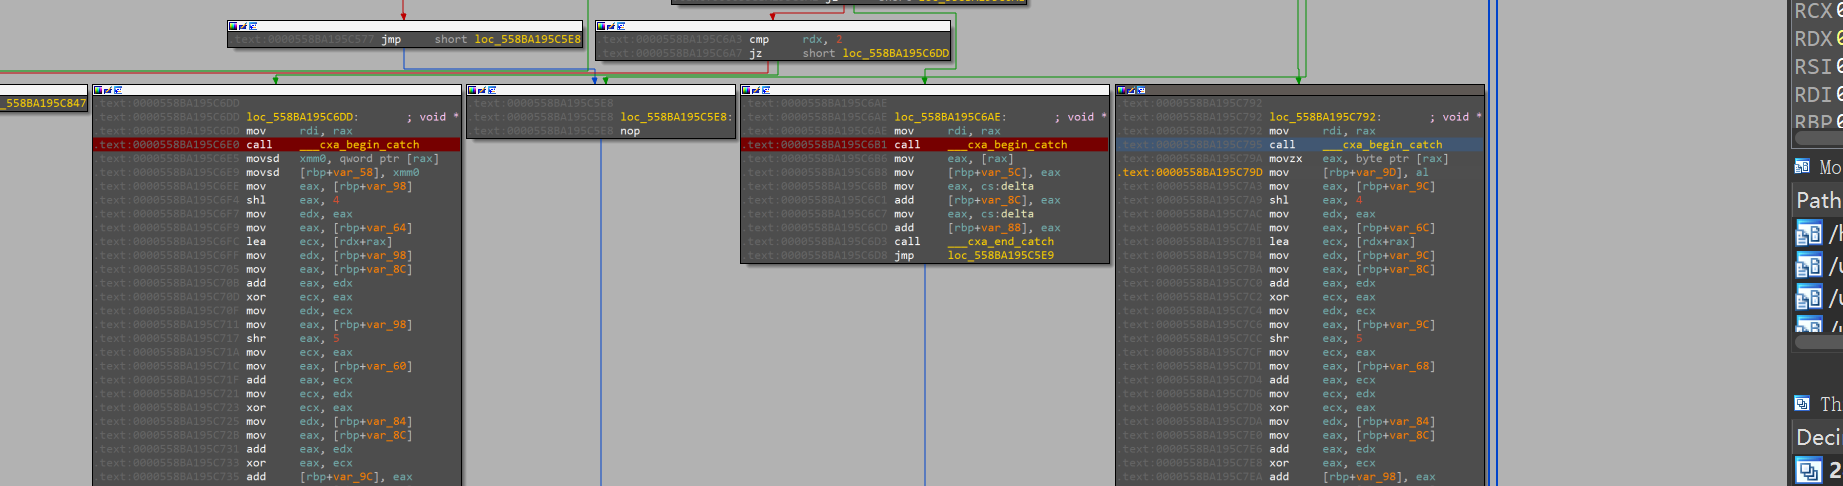 .text:0000558BA195C577 jmp short loc_558BA195C5E8
.text:0000558BA195C6A3 cmp rdx, 2
.text:0000558BA195C6A7 jz short loc_558BA195C6DD
_558BA195C847
.text:0000558BA195C6DD
.text:0000558BA195C6DD loc_558BA195C6DD: ; void *
.text:0000558BA195C6DD mov rdi, rax
.text:0000558BA195C6E0 call ___cxa_begin_catch
.text:0000558BA195C6E5 movsd xmm0, qword ptr [rax]
.text:0000558BA195C6E9 movsd [rbp+var_58], xmm0
.text:0000558BA195C6EE mov eax, [rbp+var_98]
.text:0000558BA195C6F4 shl eax, 4
.text:0000558BA195C6F7 mov edx, eax
.text:0000558BA195C6F9 mov eax, [rbp+var_64]
.text:0000558BA195C6FC lea ecx, [rdx+rax]
.text:0000558BA195C6FF mov edx, [rbp+var_98]
.text:0000558BA195C705 mov eax, [rbp+var_8C]
.text:0000558BA195C70B add eax, edx
.text:0000558BA195C70D xor ecx, eax
.text:0000558BA195C70F mov edx, ecx
.text:0000558BA195C711 mov eax, [rbp+var_98]
.text:0000558BA195C717 shr eax, 5
.text:0000558BA195C71A mov ecx, eax
.text:0000558BA195C71C mov eax, [rbp+var_60]
.text:0000558BA195C71F add eax, ecx
.text:0000558BA195C721 mov ecx, edx
.text:0000558BA195C723 xor ecx, eax
.text:0000558BA195C725 mov edx, [rbp+var_84]
.text:0000558BA195C72B mov eax, [rbp+var_8C]
.text:0000558BA195C731 add eax, edx
.text:0000558BA195C733 xor eax, ecx
.text:0000558BA195C735 add [rbp+var_9C], eax
.text:0000558BA195C5E8
.text:0000558BA195C5E8 loc_558BA195C5E8:
.text:0000558BA195C5E8 nop
.text:0000558BA195C6AE
.text:0000558BA195C6AE loc_558BA195C6AE: ; void *
.text:0000558BA195C6AE mov rdi, rax
.text:0000558BA195C6B1 call ___cxa_begin_catch
.text:0000558BA195C6B6 mov eax, [rax]
.text:0000558BA195C6B8 mov [rbp+var_5C], eax
.text:0000558BA195C6BB mov eax, cs:delta
.text:0000558BA195C6C1 add [rbp+var_8C], eax
.text:0000558BA195C6C7 mov eax, cs:delta
.text:0000558BA195C6CD add [rbp+var_88], eax
.text:0000558BA195C6D3 call ___cxa_end_catch
.text:0000558BA195C6D8 jmp loc_558BA195C5E9
.text:0000558BA195C792
.text:0000558BA195C792 loc_558BA195C792: ; void *
.text:0000558BA195C792 mov rdi, rax
.text:0000558BA195C795 call ___cxa_begin_catch
.text:0000558BA195C79A movzx eax, byte ptr [rax]
.text:0000558BA195C79D mov [rbp+var_9D], al
.text:0000558BA195C7A3 mov eax, [rbp+var_9C]
.text:0000558BA195C7A9 shl eax, 4
.text:0000558BA195C7AC mov edx, eax
.text:0000558BA195C7AE mov eax, [rbp+var_6C]
.text:0000558BA195C7B1 lea ecx, [rdx+rax]
.text:0000558BA195C7B4 mov edx, [rbp+var_9C]
.text:0000558BA195C7BA mov eax, [rbp+var_8C]
.text:0000558BA195C7C0 add eax, edx
.text:0000558BA195C7C2 xor ecx, eax
.text:0000558BA195C7C4 mov edx, ecx
.text:0000558BA195C7C6 mov eax, [rbp+var_9C]
.text:0000558BA195C7CC shr eax, 5
.text:0000558BA195C7CF mov ecx, eax
.text:0000558BA195C7D1 mov eax, [rbp+var_68]
.text:0000558BA195C7D4 add eax, ecx
.text:0000558BA195C7D6 mov ecx, edx
.text:0000558BA195C7D8 xor ecx, eax
.text:0000558BA195C7DA mov edx, [rbp+var_84]
.text:0000558BA195C7E0 mov eax, [rbp+var_8C]
.text:0000558BA195C7E6 add eax, edx
.text:0000558BA195C7E8 xor eax, ecx
.text:0000558BA195C7EA add [rbp+var_98], eax
RCX
RDX
RSI
RDI
RBP
Mo
Path
Th
Deci
2